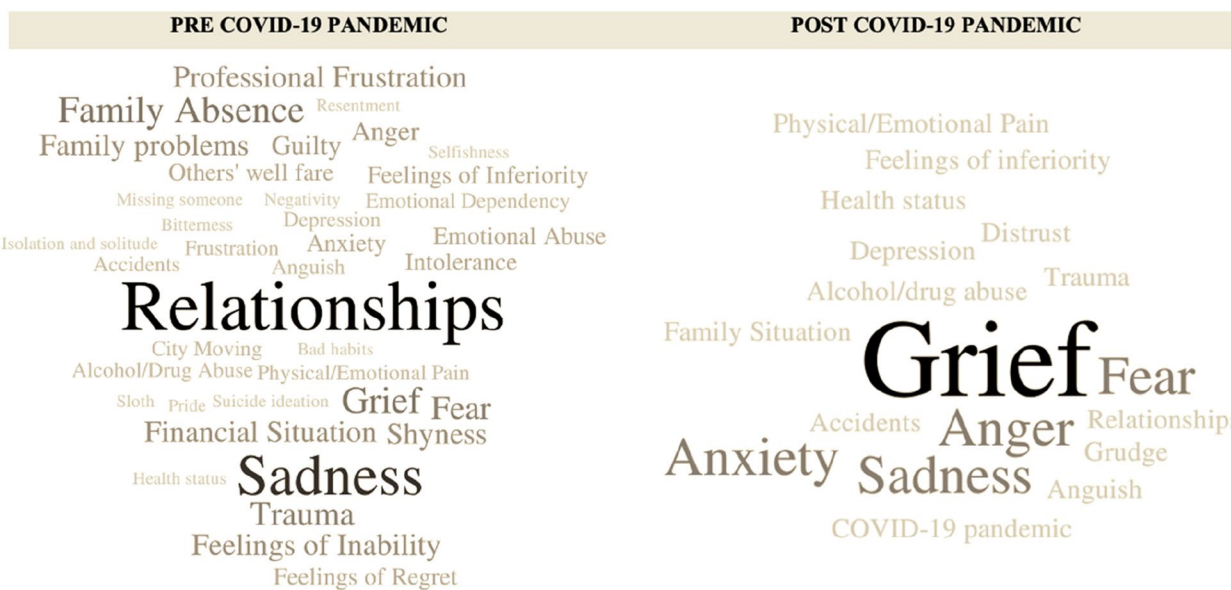 PRE COVID-19 PANDEMIC
Professional Frustration
Family Absence Resentment
Family problems Guilty Anger
Selfishness
Others' well fare Feelings of Inferiority
Missing someone Negativity Emotional Dependency
Bitterness Depression
Isolation and solitude Frustration Anxiety Emotional Abuse
Accidents Anguish Intolerance
Relationships
City Moving Bad habits
Alcohol/Drug Abuse Physical/Emotional Pain
Sloth Pride Suicide ideation Grief Fear
Financial Situation Shyness
Health status Sadness
Trauma
Feelings of Inability
Feelings of Regret
POST COVID-19 PANDEMIC
Physical/Emotional Pain
Feelings of inferiority
Health status
Distrust
Depression
Trauma
Alcohol/drug abuse
Family Situation
Grief Fear
Accidents Anger Relationships
Grudge
Anxiety Sadness Anguish
COVID-19 pandemic